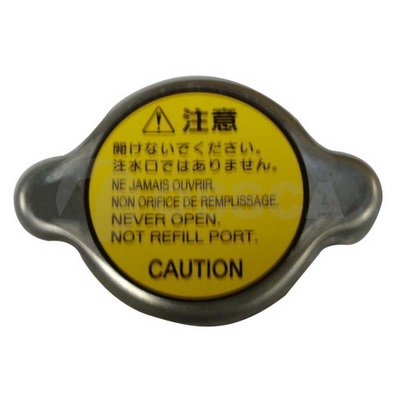 注意
開けないでください。
注水口ではありません。
NE JAMAIS OUVRIR.
NON ORIFICE DE REMPLISSAGE.
NEVER OPEN.
NOT REFILL PORT.
CAUTION